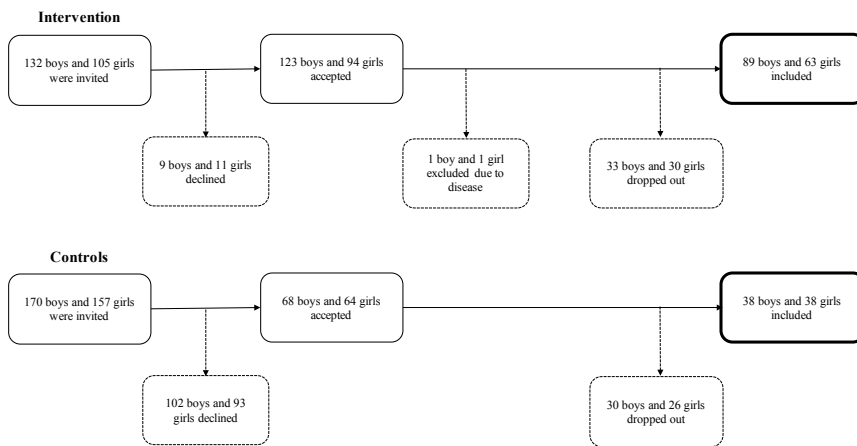 Intervention
132 boys and 105 girls
were invited
123 boys and 94 girls
accepted
89 boys and 63 girls
included
9 boys and 11 girls
declined
1 boy and 1 girl
excluded due to
disease
33 boys and 30 girls
dropped out
Controls
170 boys and 157 girls
were invited
68 boys and 64 girls
accepted
38 boys and 38 girls
included
102 boys and 93
girls declined
30 boys and 26 girls
dropped out